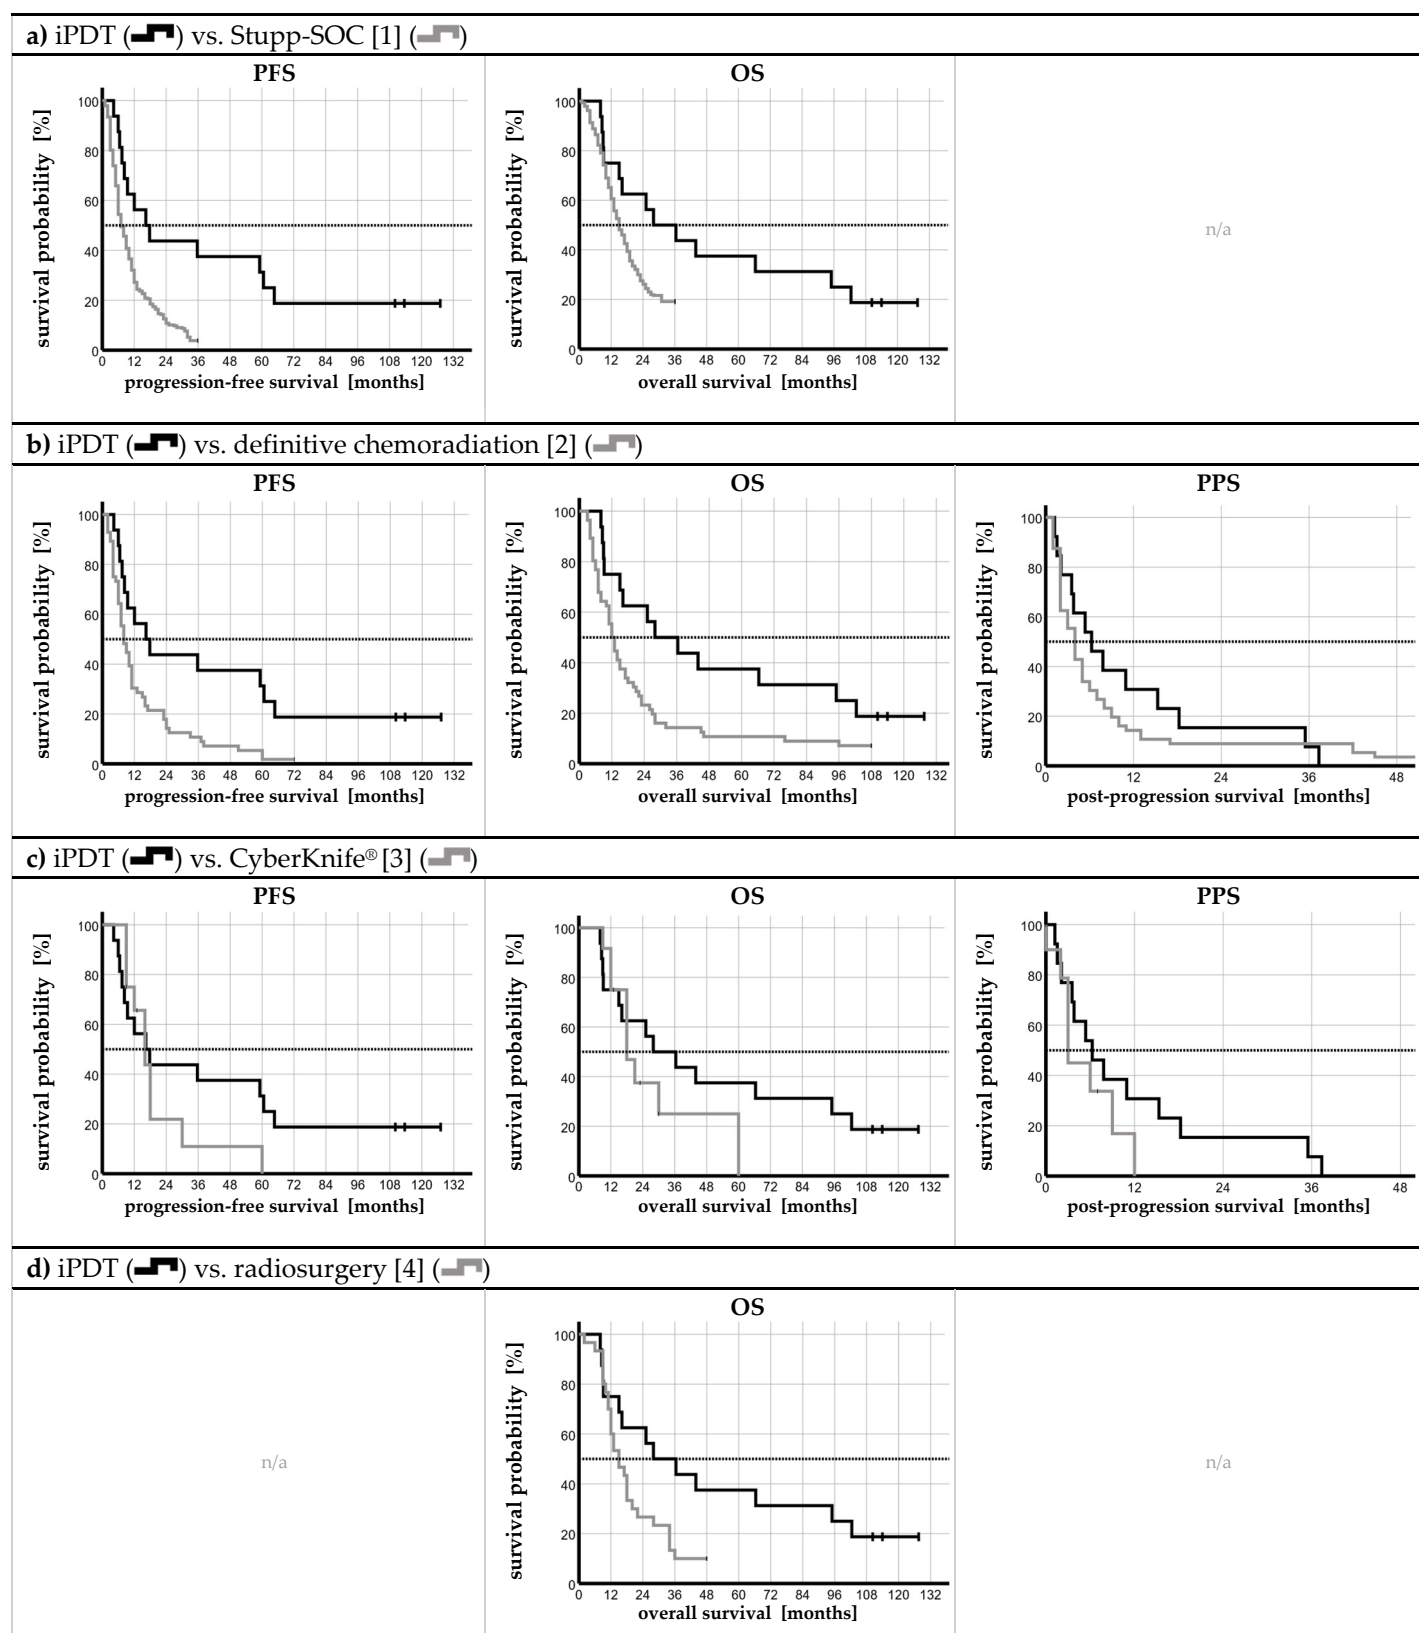 a) iPDT ( ) vs. Stupp-SOC [1] ( )
PFS
survival probability [%]
100
80
60
40
20
0
0 12 24 36 48 60 72 84 96 108 120 132
progression-free survival [months]
OS
survival probability [%]
100
80
60
40
20
0
0 12 24 36 48 60 72 84 96 108 120 132
overall survival [months]
n/a
b) iPDT ( ) vs. definitive chemoradiation [2] ( )
PFS
survival probability [%]
100
80
60
40
20
0
0 12 24 36 48 60 72 84 96 108 120 132
progression-free survival [months]
OS
survival probability [%]
100
80
60
40
20
0
0 12 24 36 48 60 72 84 96 108 120 132
overall survival [months]
PPS
survival probability [%]
100
80
60
40
20
0
0 12 24 36 48
post-progression survival [months]
c) iPDT ( ) vs. CyberKnife® [3] ( )
PFS
survival probability [%]
100
80
60
40
20
0
0 12 24 36 48 60 72 84 96 108 120 132
progression-free survival [months]
OS
survival probability [%]
100
80
60
40
20
0
0 12 24 36 48 60 72 84 96 108 120 132
overall survival [months]
PPS
survival probability [%]
100
80
60
40
20
0
0 12 24 36 48
post-progression survival [months]
d) iPDT ( ) vs. radiosurgery [4] ( )
n/a
OS
survival probability [%]
100
80
60
40
20
0
0 12 24 36 48 60 72 84 96 108 120 132
overall survival [months]
n/a